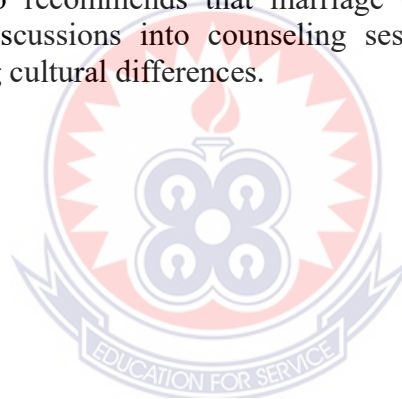 recommends that marriage
scussions into counseling ses
cultural differences.
EDUCATION FOR SERVICE